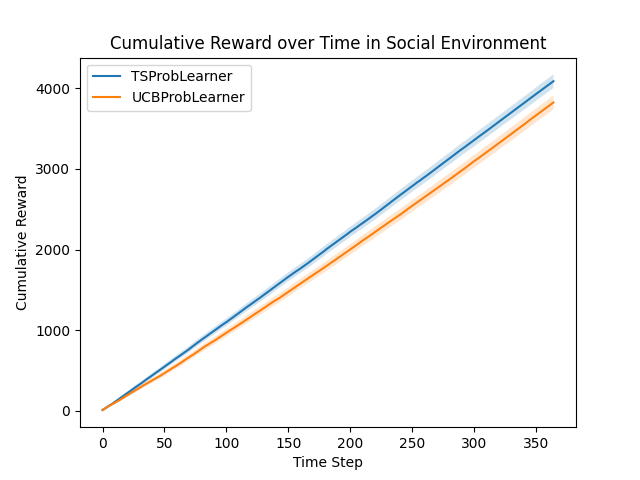 Cumulative Reward over Time in Social Environment
TSProbLearner
UCBProbLearner
Cumulative Reward
4000
3000
2000
1000
0
0 50 100 150 200 250 300 350
Time Step